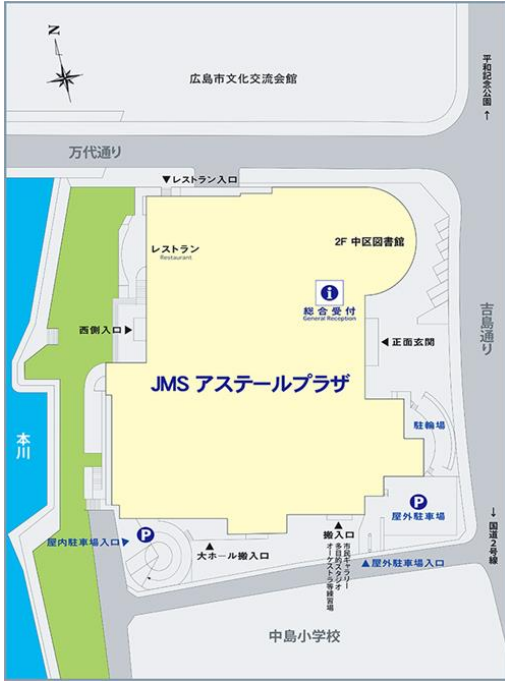 N
広島市文化交流会館
平和記念公園 ↑
万代通り
▼レストラン入口
レストラン
Restaurant
2F 中区図書館
i
総合受付
General Reception
吉島通り
西側入口▶
◀正面玄関
JMS アステールプラザ
本川
駐輪場
P
屋外駐車場
↓ 国道2号線
P
屋内駐車場入口▶
▲
大ホール搬入口
▲
搬入口
市民ギャラリー
多目的スタジオ
オーケストラ等練習場
▲屋外駐車場入口
中島小学校